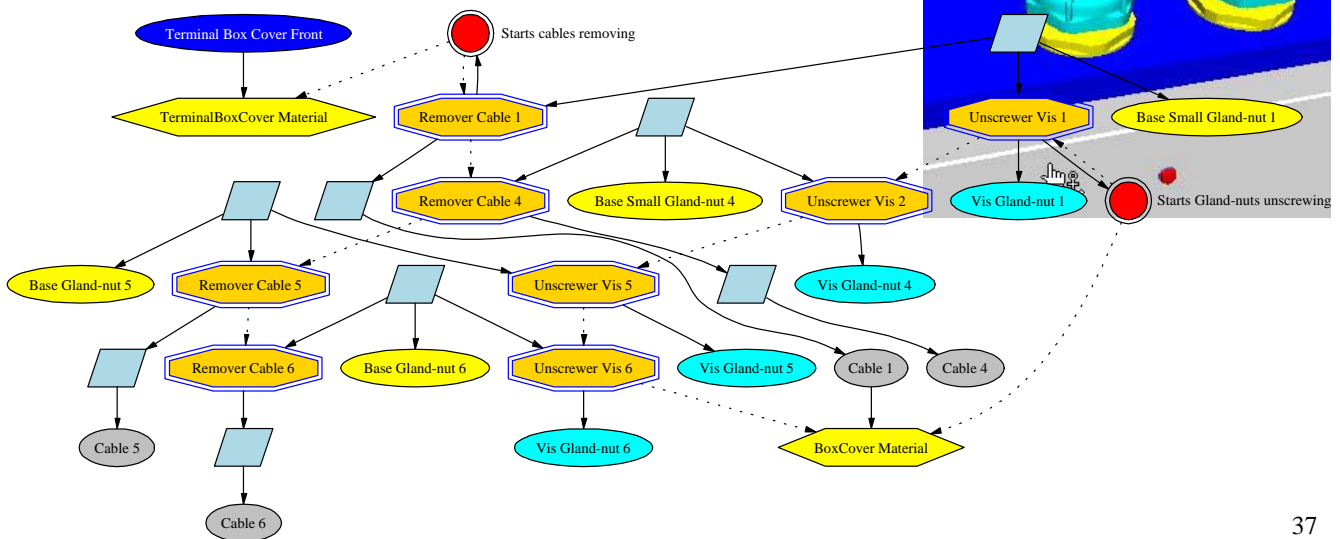 Terminal Box Cover Front
Starts cables removing
TerminalBoxCover Material
Remover Cable 1
Unscrewer Vis 1
Base Small Gland-nut 1
Remover Cable 4
Base Small Gland-nut 4
Unscrewer Vis 2
Vis Gland-nut 1
Starts Gland-nuts unscrewing
Base Gland-nut 5
Remover Cable 5
Unscrewer Vis 5
Vis Gland-nut 4
Remover Cable 6
Base Gland-nut 6
Unscrewer Vis 6
Vis Gland-nut 5
Cable 1
Cable 4
Cable 5
Vis Gland-nut 6
BoxCover Material
Cable 6
37